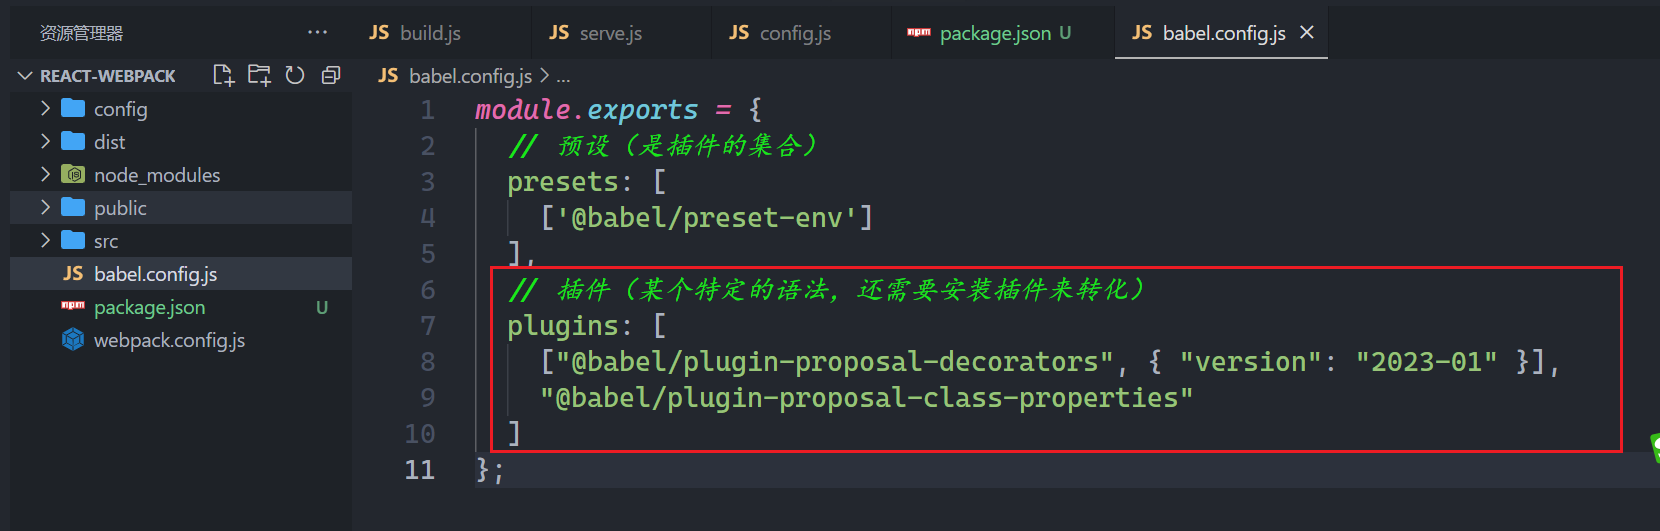 资源管理器 ... JS build.js JS serve.js JS config.js npm package.json U JS babel.config.js
REACT-WEBPACK
JS babel.config.js > ...
config
dist
node_modules
public
src
JS babel.config.js
npm package.json U
webpack.config.js
1 module.exports = {
2 // 预设（是插件的集合）
3 presets: [
4 ['@babel/preset-env']
5 ],
6 // 插件（某个特定的语法，还需要安装插件来转化）
7 plugins: [
8 ["@babel/plugin-proposal-decorators", { "version": "2023-01" }],
9 "@babel/plugin-proposal-class-properties"
10 ]
11 };